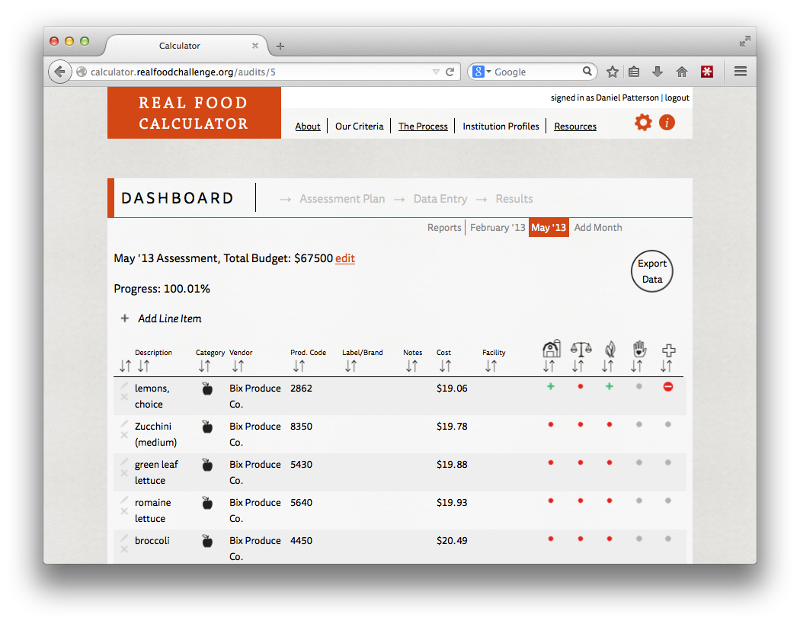 Calculator
calculator.realfoodchallenge.org/audits/5
Google
REAL FOOD
CALCULATOR
signed in as Daniel Patterson | logout
About | Our Criteria | The Process | Institution Profiles | Resources
DASHBOARD → Assessment Plan → Data Entry → Results
Reports | February '13 May '13 Add Month
May '13 Assessment, Total Budget: $67500 edit
Export
Data
Progress: 100.01%
+ Add Line Item
Description Category Vendor Prod. Code Label/Brand Notes Cost Facility
lemons, Bix Produce 2862 $19.06
choice Co.
Zucchini Bix Produce 8350 $19.78
(medium) Co.
green leaf Bix Produce 5430 $19.88
lettuce Co.
romaine Bix Produce 5640 $19.93
lettuce Co.
broccoli Bix Produce 4450 $20.49
Co.